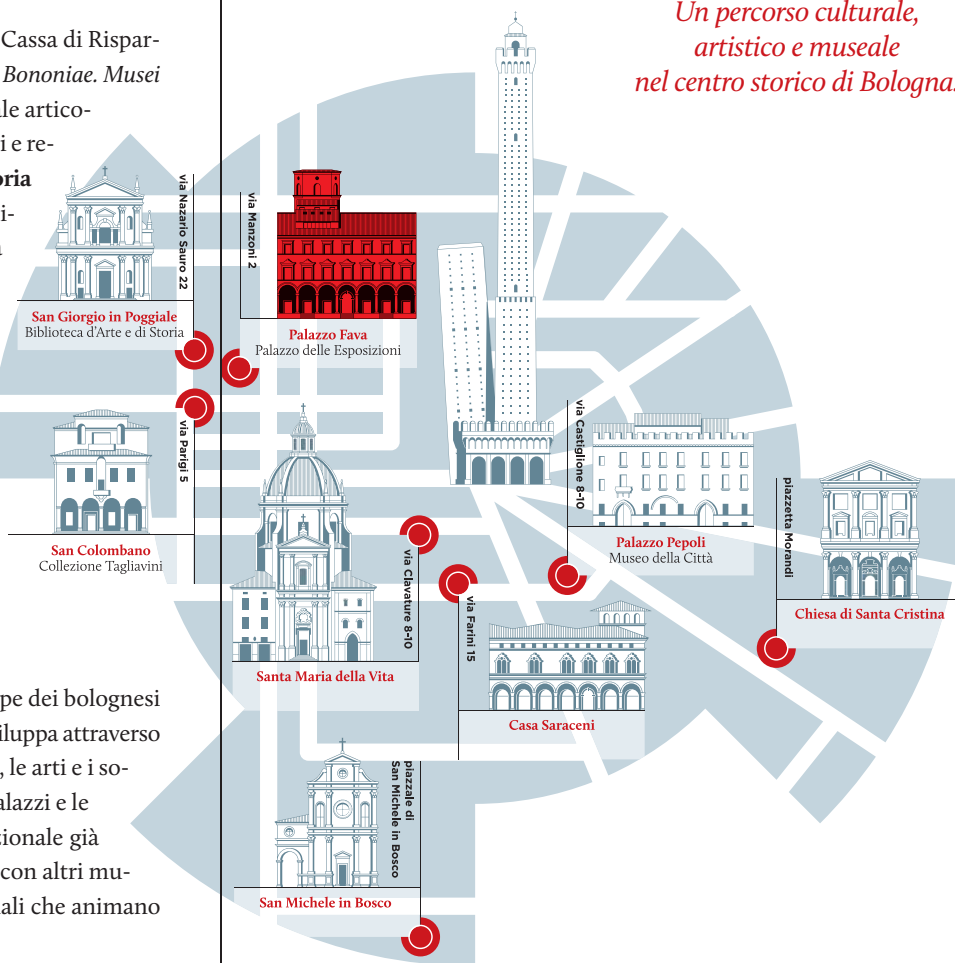 Cassa di Rispar-
Bononiae. Musei
ale artico-
i e re-
oria
i-
a
pe dei bolognesi
iluppa attraverso
, le arti e i so-
alazzi e le
zionale già
con altri mu-
ali che animano
Un percorso culturale,
artistico e museale
nel centro storico di Bologna.
via Nazario Sauro 22
San Giorgio in Poggiale
Biblioteca d'Arte e di Storia
via Manzoni 2
Palazzo Fava
Palazzo delle Esposizioni
via Parigi 5
San Colombano
Collezione Tagliavini
via Clavature 8-10
Santa Maria della Vita
via Farini 15
Casa Saraceni
via Castiglione 8-10
Palazzo Pepoli
Museo della Città
piazzetta Morandi
Chiesa di Santa Cristina
piazzale di
San Michele in Bosco
San Michele in Bosco